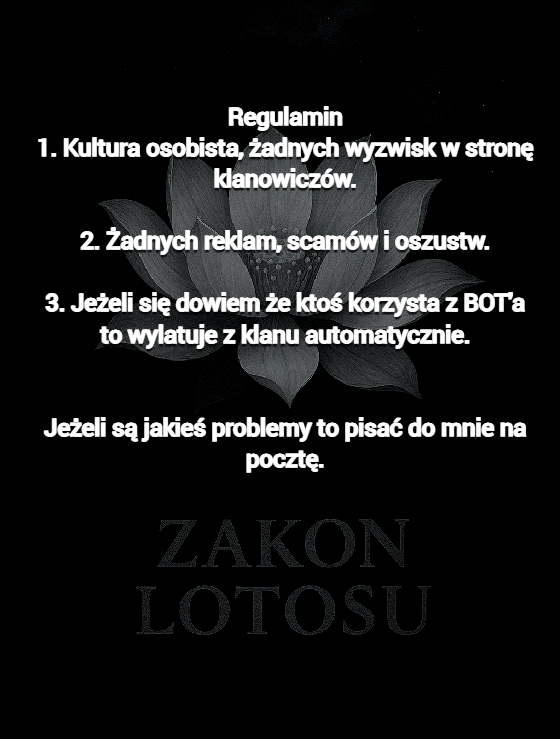 Regulamin
1. Kultura osobista, żadnych wyzwisk w stronę
klanowiczów.
2. Żadnych reklam, scamów i oszustw.
3. Jeżeli się dowiem że ktoś korzysta z BOT'a
to wylatuje z klanu automatycznie.
Jeżeli są jakieś problemy to pisać do mnie na
pocztę.
ZAKON
LOTOSU